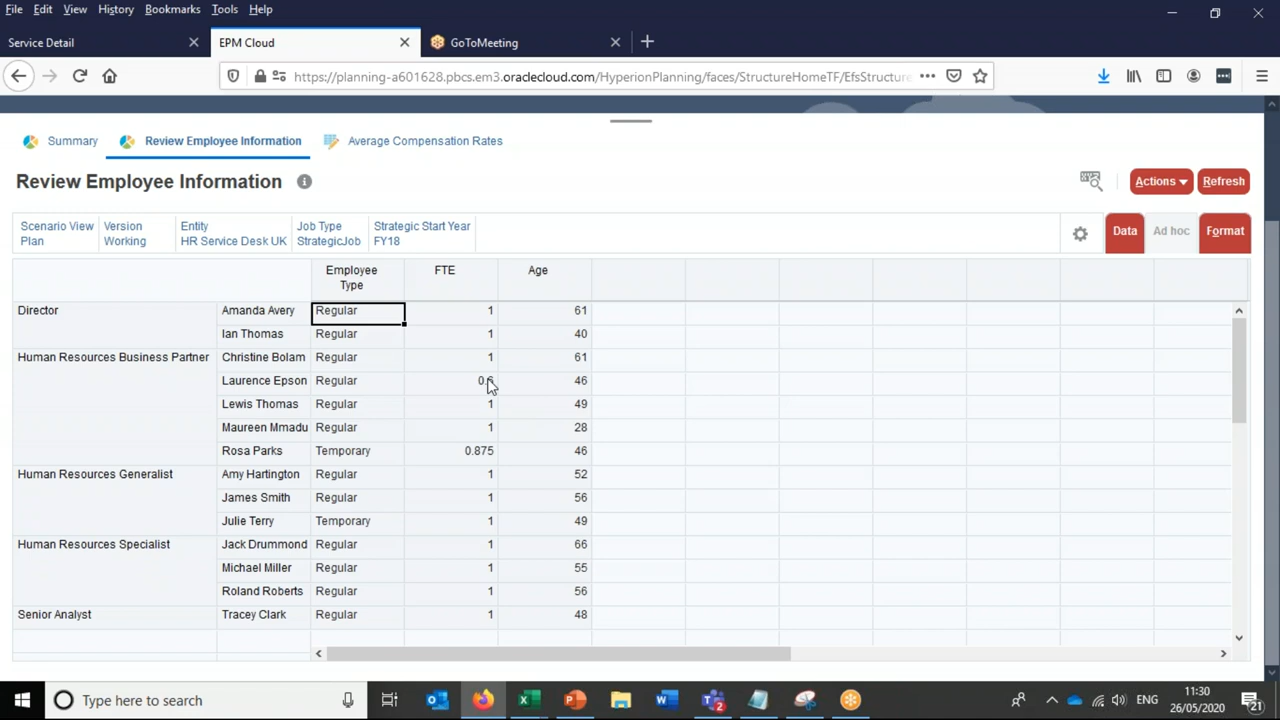 File Edit View History Bookmarks Tools Help
Service Detail EPM Cloud GoToMeeting
https://planning-a601628.pbcs.em3.oraclecloud.com/HyperionPlanning/faces/StructureHomeTF/EfsStructure
Summary Review Employee Information Average Compensation Rates
Review Employee Information
Actions Refresh
Scenario View Version Entity Job Type Strategic Start Year
Plan Working HR Service Desk UK StrategicJob FY18
Data Ad hoc Format
Employee Type FTE Age
Director Amanda Avery Regular 1 61
Ian Thomas Regular 1 40
Human Resources Business Partner Christine Bolam Regular 1 61
Laurence Epson Regular 46
Lewis Thomas Regular 1 49
Maureen Mmadu Regular 1 28
Rosa Parks Temporary 0.875 46
Human Resources Generalist Amy Hartington Regular 1 52
James Smith Regular 1 56
Julie Terry Temporary 1 49
Human Resources Specialist Jack Drummond Regular 1 66
Michael Miller Regular 1 55
Roland Roberts Regular 1 56
Senior Analyst Tracey Clark Regular 1 48
Type here to search
ENG
11:30
26/05/2020
21